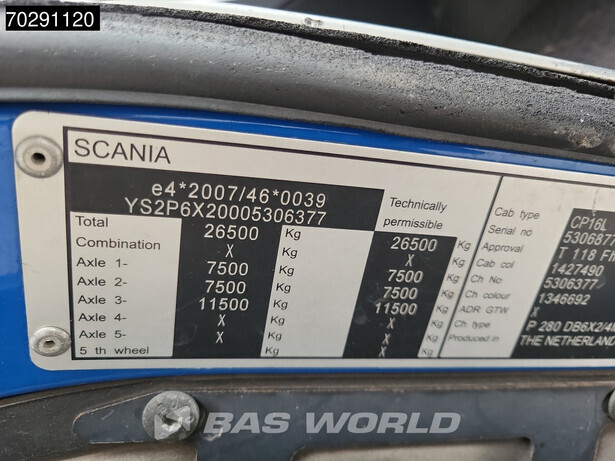 70291120
SCANIA
e4*2007/46*0039
YS2P6X20005306377
Technically
permissible
Total 26500 Kg 26500 Kg
Combination X Kg X Kg
Axle 1- 7500 Kg 7500 Kg
Axle 2- 7500 Kg 7500 Kg
Axle 3- 11500 Kg 11500 Kg
Axle 4- X Kg X Kg
Axle 5- X Kg X Kg
5 th wheel
Cab type CP16L
Serial no 530687
Approval T 118 
Cab col 1427490
Ch No 5306377
Ch colour 1346692
ADR GTW X
Ch type P 280 DB6X2
Produced in THE NETHERLAND
BAS WORLD